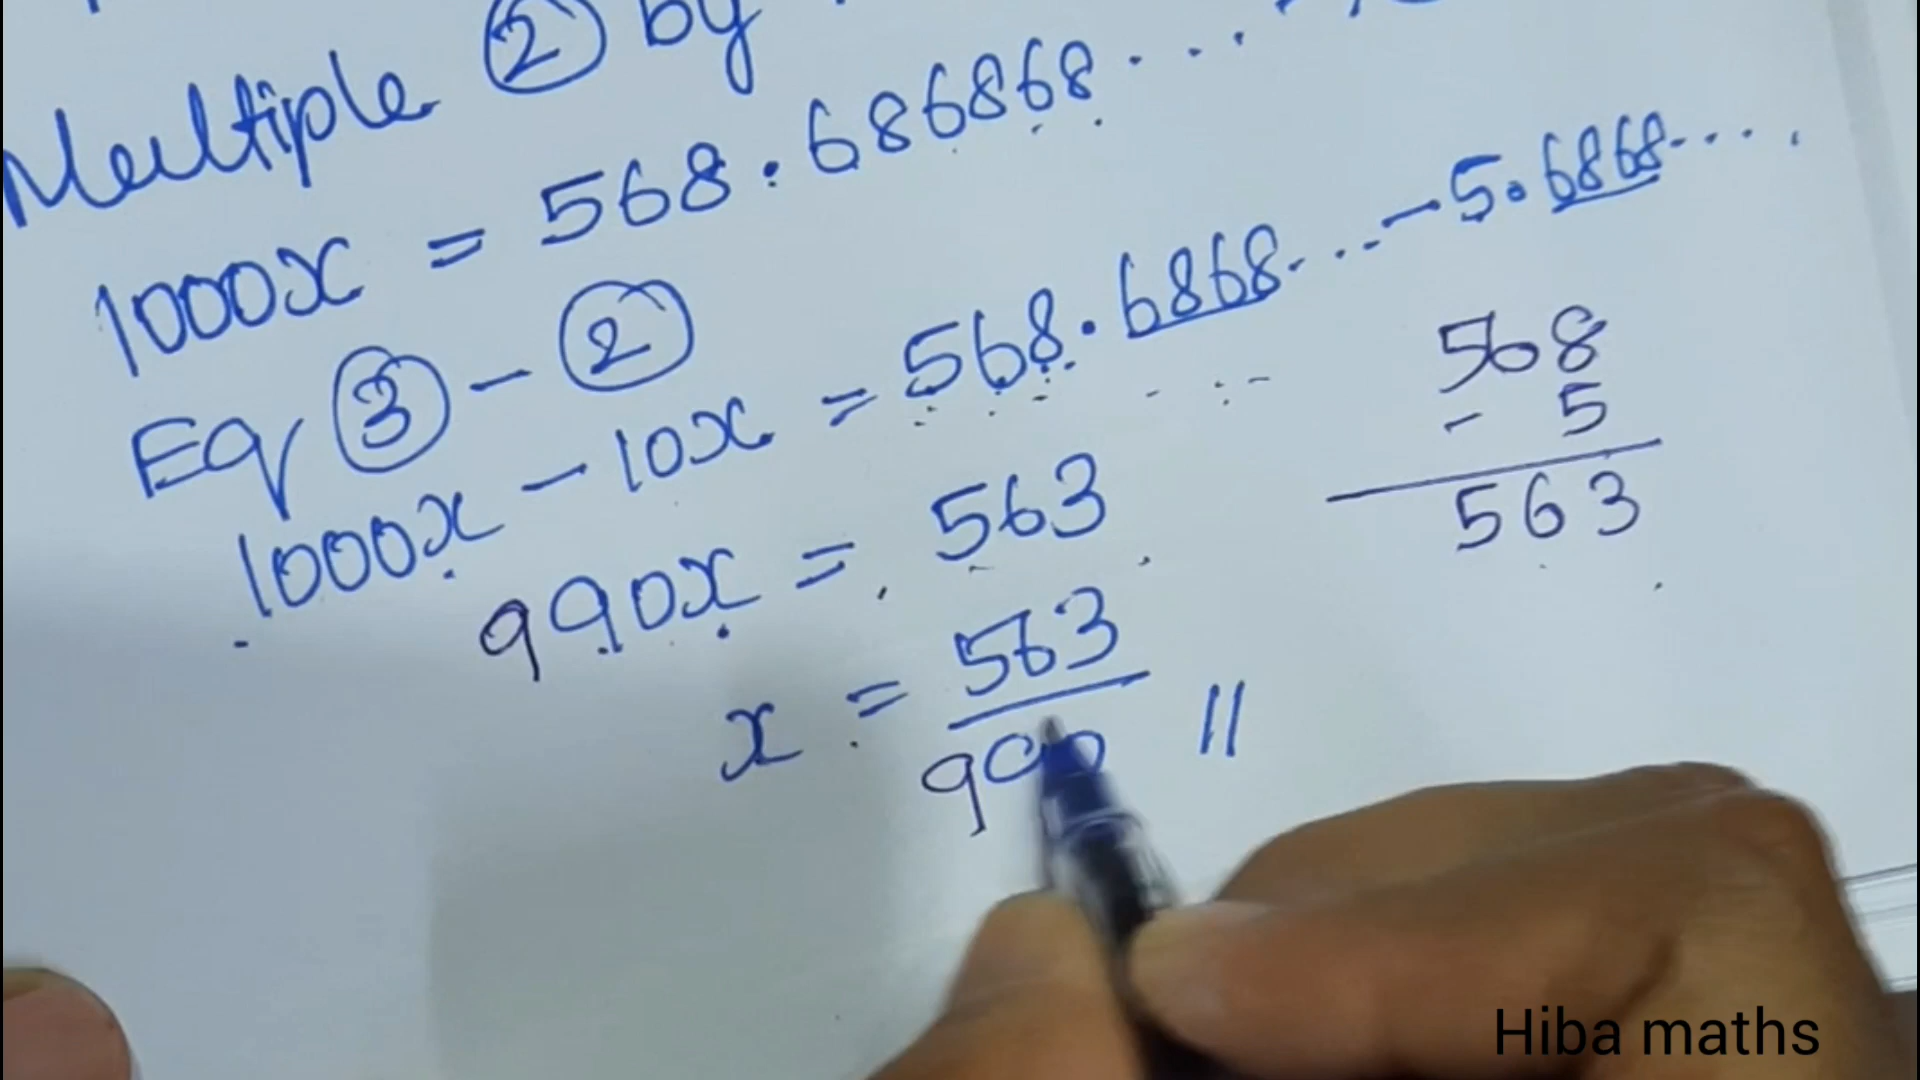 Multiple ② by
1000x = 568.686868....
Eq ③ - ②
1000x - 10x = 568.6868.... - 5.6868....
990x = 563
x = 563/990 //
568
- 5
563
Hiba maths